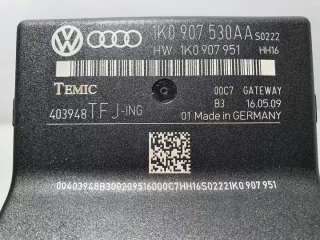 1K0 907 530AA S0222
HW: 1K0 907 951 HH16
TEMIC 00C7 GATEWAY
B3 16.05.09
403948 TFJ-ING 01 Made in GERMANY
00403948B300209516000C7HH16S02221K0 907 951